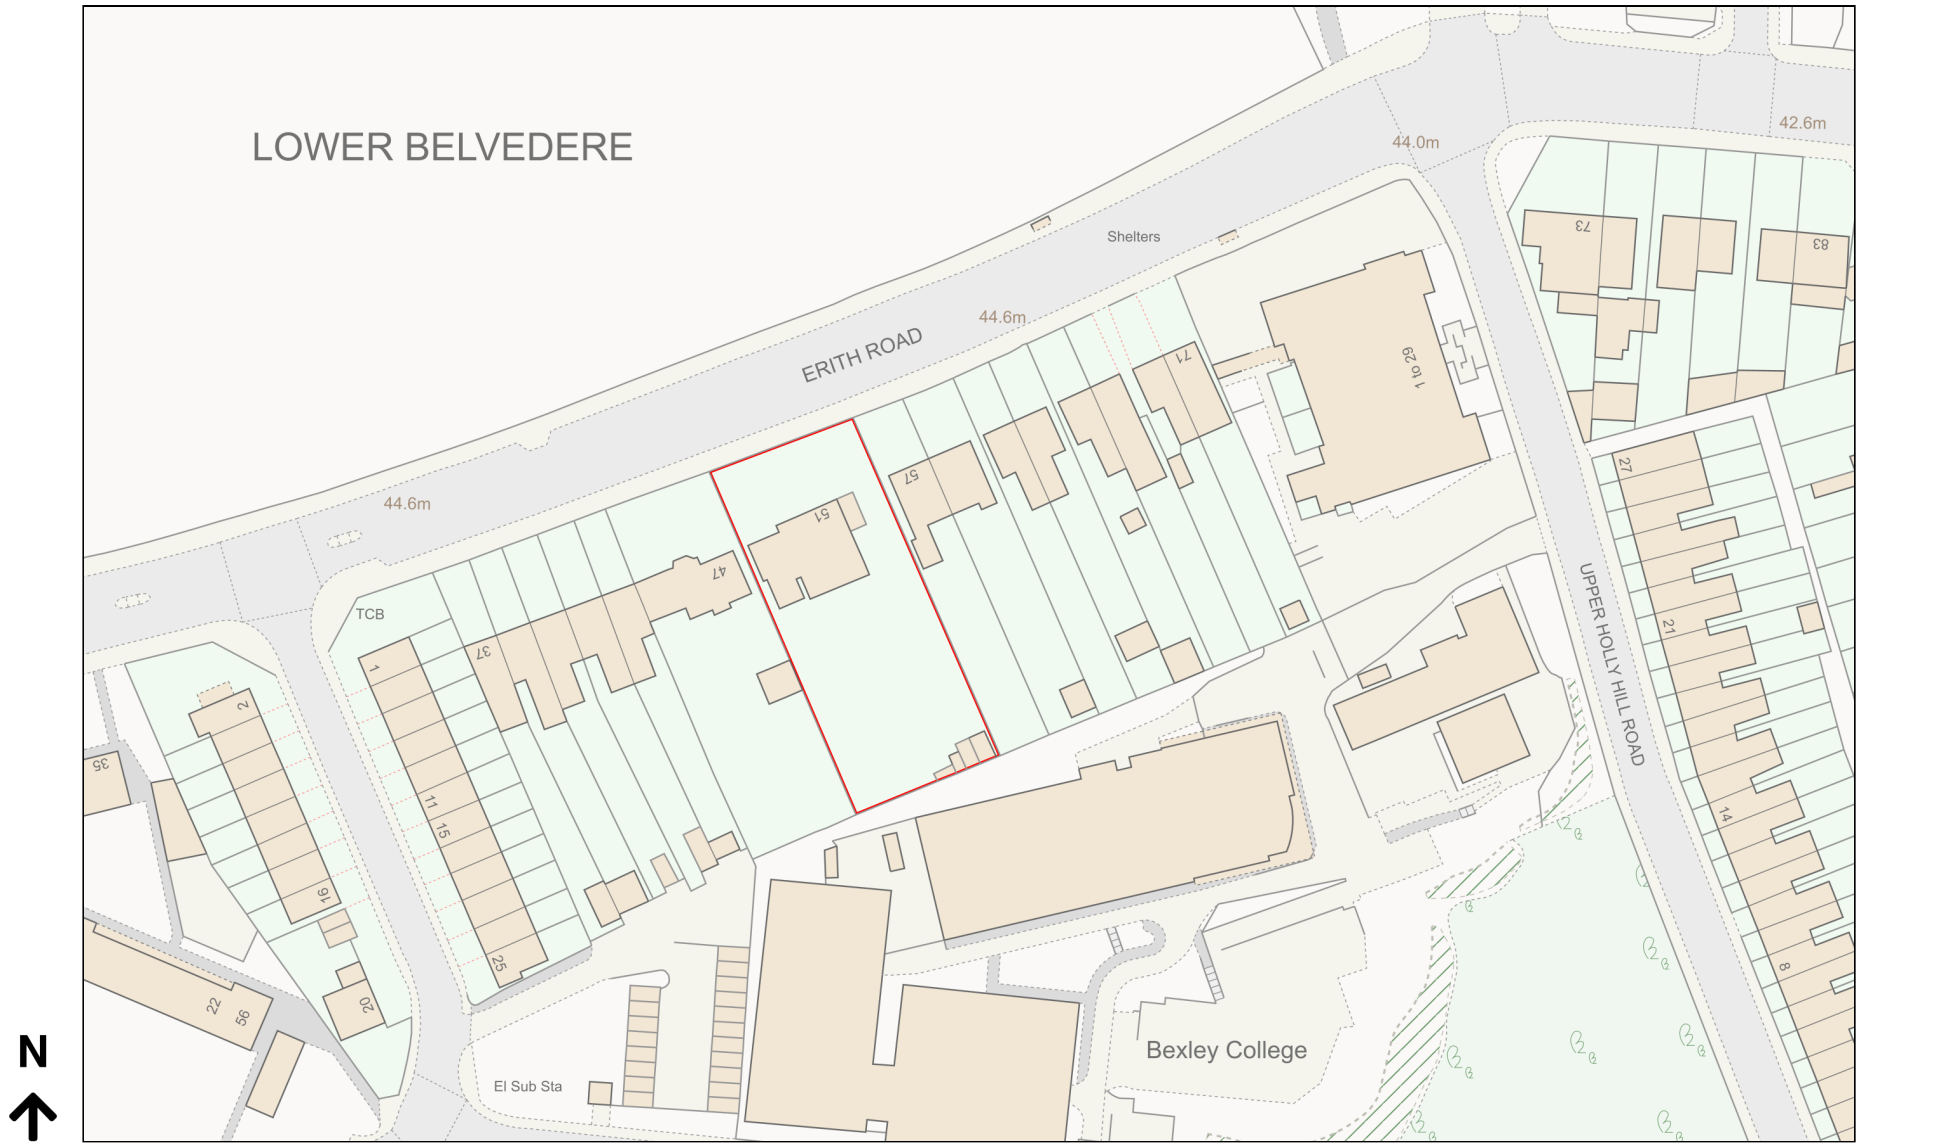 LOWER BELVEDERE
42.6m
44.0m
Shelters
73
83
44.6m
ERITH ROAD
71
1 to 29
57
27
44.6m
51
47
TCB
UPPER HOLLY HILL ROAD
21
37
1
2
35
11
15
14
16
25
8
20
22
56
Bexley College
El Sub Sta
N